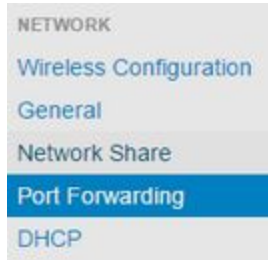 NETWORK
Wireless Configuration
General
Network Share
Port Forwarding
DHCP